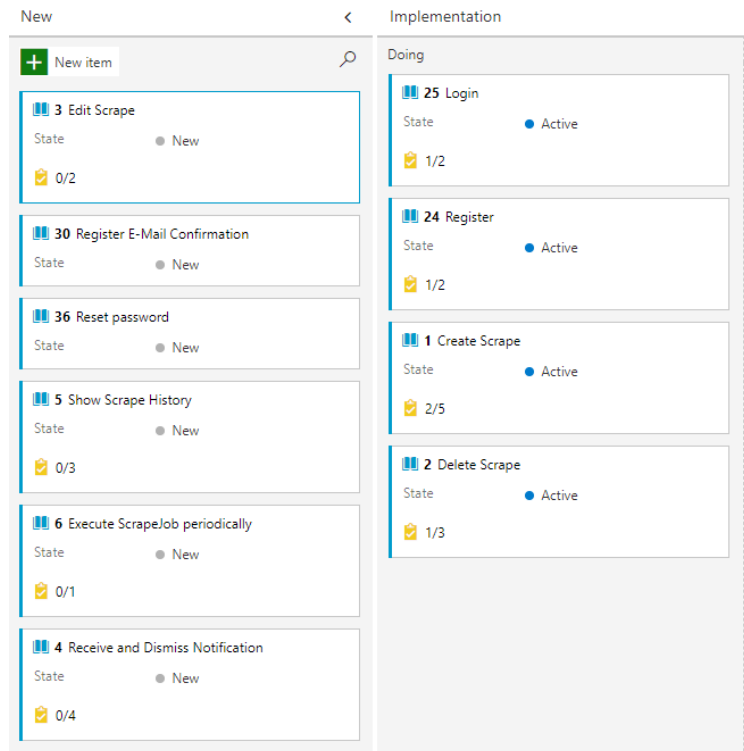 New
New item
3 Edit Scrape
State New
0/2
30 Register E-Mail Confirmation
State New
36 Reset password
State New
5 Show Scrape History
State New
0/3
6 Execute ScrapeJob periodically
State New
0/1
4 Receive and Dismiss Notification
State New
0/4
Implementation
Doing
25 Login
State Active
1/2
24 Register
State Active
1/2
1 Create Scrape
State Active
2/5
2 Delete Scrape
State Active
1/3